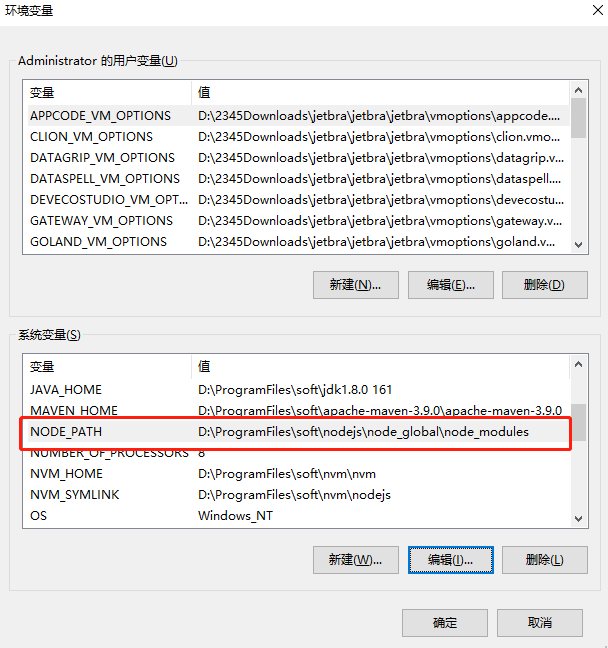 环境变量
Administrator 的用户变量(U)
变量 值
APPCODE_VM_OPTIONS D:\2345Downloads\jetbra\jetbra\jetbra\vmoptions\appcode....
CLION_VM_OPTIONS D:\2345Downloads\jetbra\jetbra\jetbra\vmoptions\clion.vmo...
DATAGRIP_VM_OPTIONS D:\2345Downloads\jetbra\jetbra\jetbra\vmoptions\datagrip.v...
DATASPELL_VM_OPTIONS D:\2345Downloads\jetbra\jetbra\jetbra\vmoptions\dataspell....
DEVECOSTUDIO_VM_OPT... D:\2345Downloads\jetbra\jetbra\jetbra\vmoptions\devecostu...
GATEWAY_VM_OPTIONS D:\2345Downloads\jetbra\jetbra\jetbra\vmoptions\gateway.v...
GOLAND_VM_OPTIONS D:\2345Downloads\jetbra\jetbra\jetbra\vmoptions\goland.v...
新建(N)... 编辑(E)... 删除(D)
系统变量(S)
变量 值
JAVA_HOME D:\ProgramFiles\soft\jdk1.8.0 161
MAVEN_HOME D:\ProgramFiles\soft\apache-maven-3.9.0\apache-maven-3.9.0
NODE_PATH D:\ProgramFiles\soft\nodejs\node_global\node_modules
NUMBER_OF_PROCESSORS 8
NVM_HOME D:\ProgramFiles\soft\nvm\nvm
NVM_SYMLINK D:\ProgramFiles\soft\nvm\nodejs
OS Windows_NT
新建(W)... 编辑(I)... 删除(L)
确定 取消